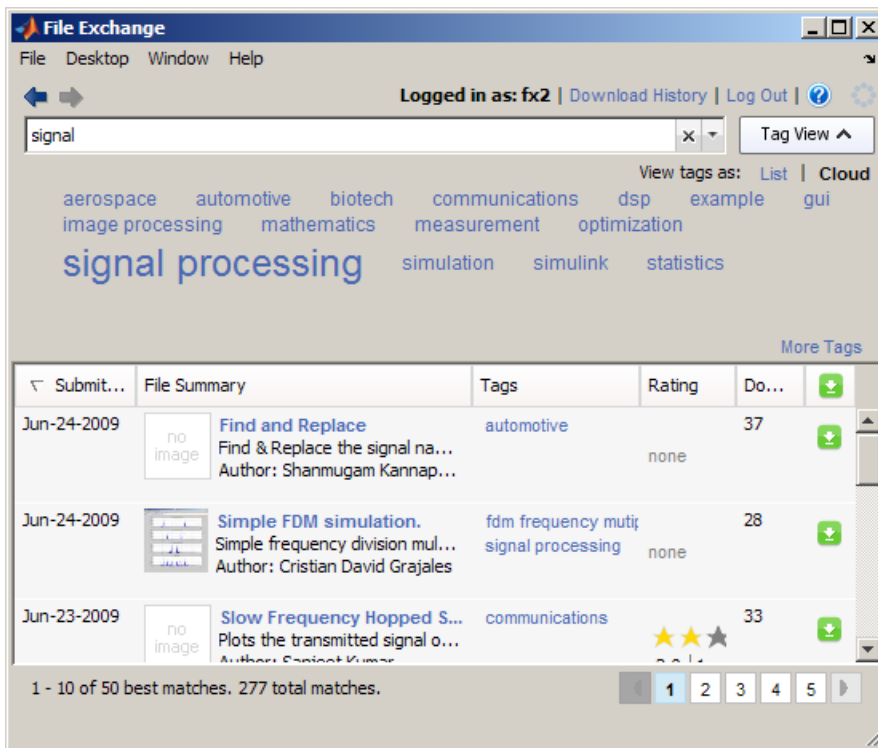 File Exchange
File Desktop Window Help
Logged in as: fx2 | Download History | Log Out | ?
signal
Tag View
View tags as: List | Cloud
aerospace automotive biotech communications dsp example gui
image processing mathematics measurement optimization
signal processing simulation simulink statistics
More Tags
Submit... File Summary Tags Rating Do...
Jun-24-2009
no image
Find and Replace
Find & Replace the signal na...
Author: Shanmugam Kannap...
automotive
none
37
Jun-24-2009
Simple FDM simulation.
Simple frequency division mul...
Author: Cristian David Grajales
fdm frequency mutip
signal processing
none
28
Jun-23-2009
no image
Slow Frequency Hopped S...
Plots the transmitted signal o...
Author: Sanjeet Kumar
communications
33
1 - 10 of 50 best matches. 277 total matches.
1 2 3 4 5